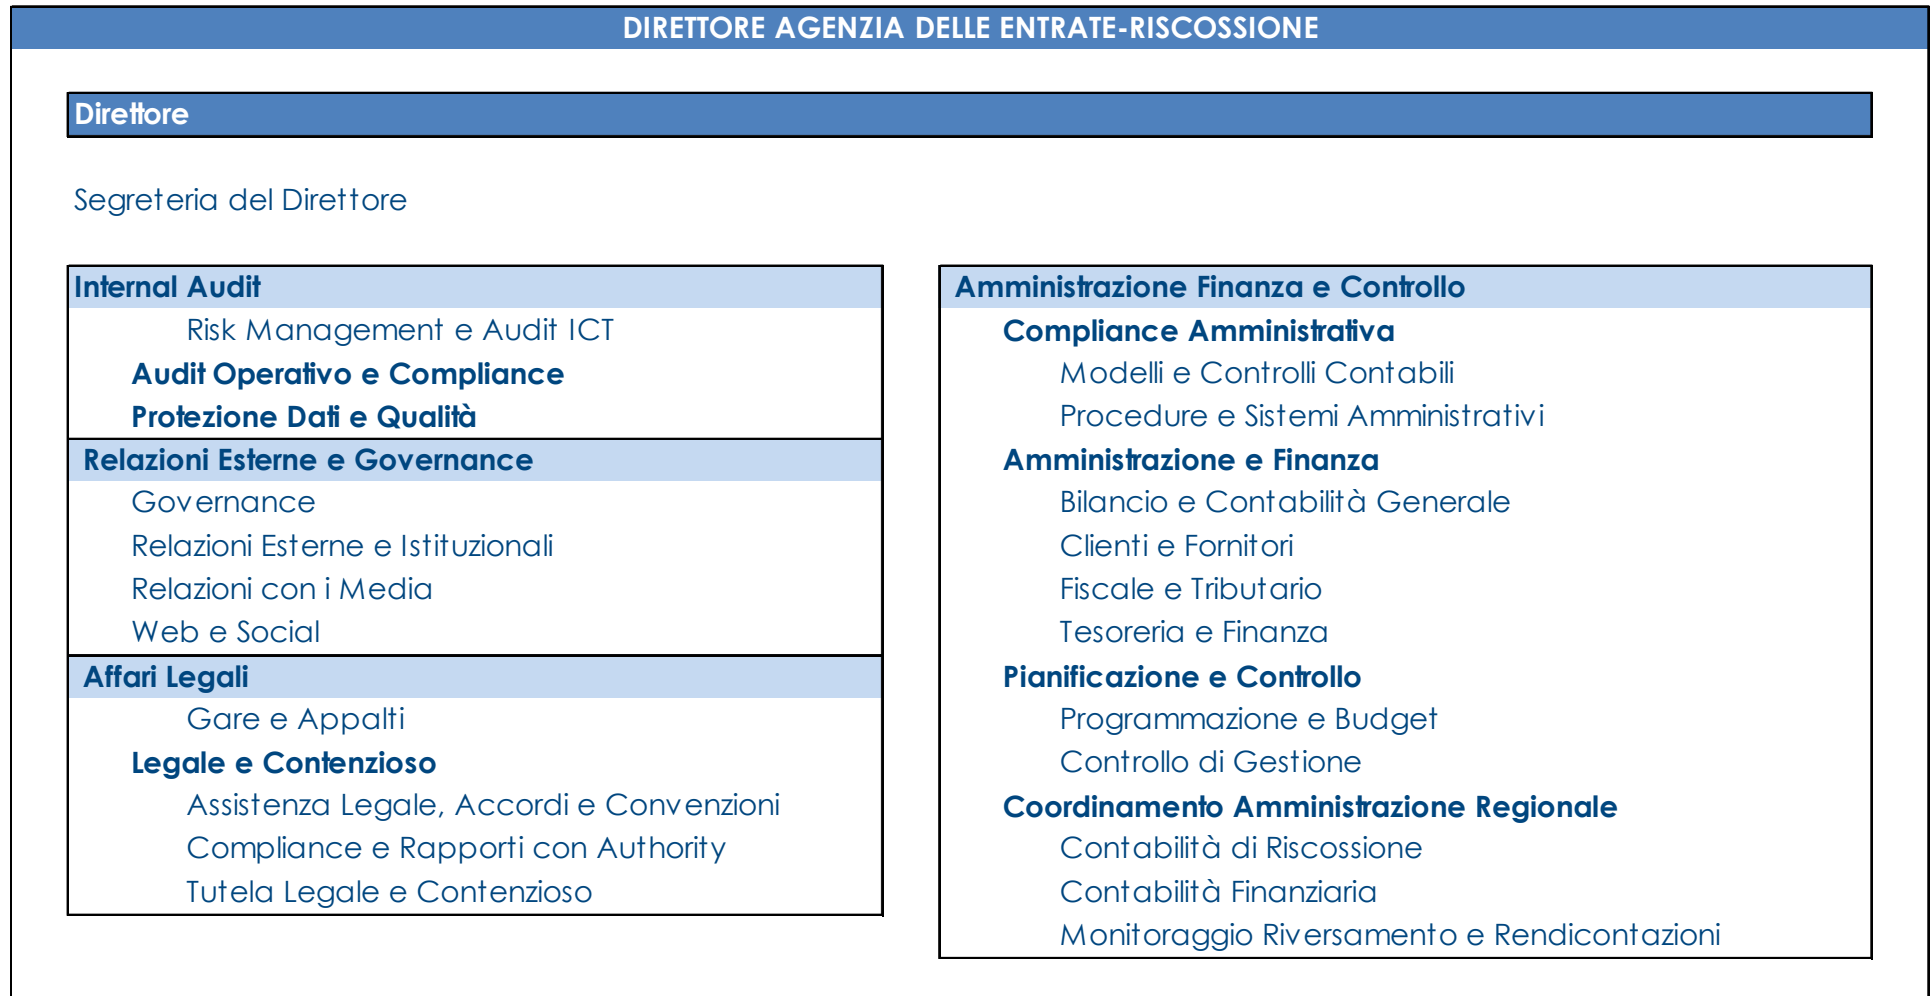 DIRETTORE AGENZIA DELLE ENTRATE-RISCOSSIONE
Direttore
Segreteria del Direttore
Internal Audit
Risk Management e Audit ICT
Audit Operativo e Compliance
Protezione Dati e Qualità
Relazioni Esterne e Governance
Governance
Relazioni Esterne e Istituzionali
Relazioni con i Media
Web e Social
Affari Legali
Gare e Appalti
Legale e Contenzioso
Assistenza Legale, Accordi e Convenzioni
Compliance e Rapporti con Authority
Tutela Legale e Contenzioso
Amministrazione Finanza e Controllo
Compliance Amministrativa
Modelli e Controlli Contabili
Procedure e Sistemi Amministrativi
Amministrazione e Finanza
Bilancio e Contabilità Generale
Clienti e Fornitori
Fiscale e Tributario
Tesoreria e Finanza
Pianificazione e Controllo
Programmazione e Budget
Controllo di Gestione
Coordinamento Amministrazione Regionale
Contabilità di Riscossione
Contabilità Finanziaria
Monitoraggio Riversamento e Rendicontazioni